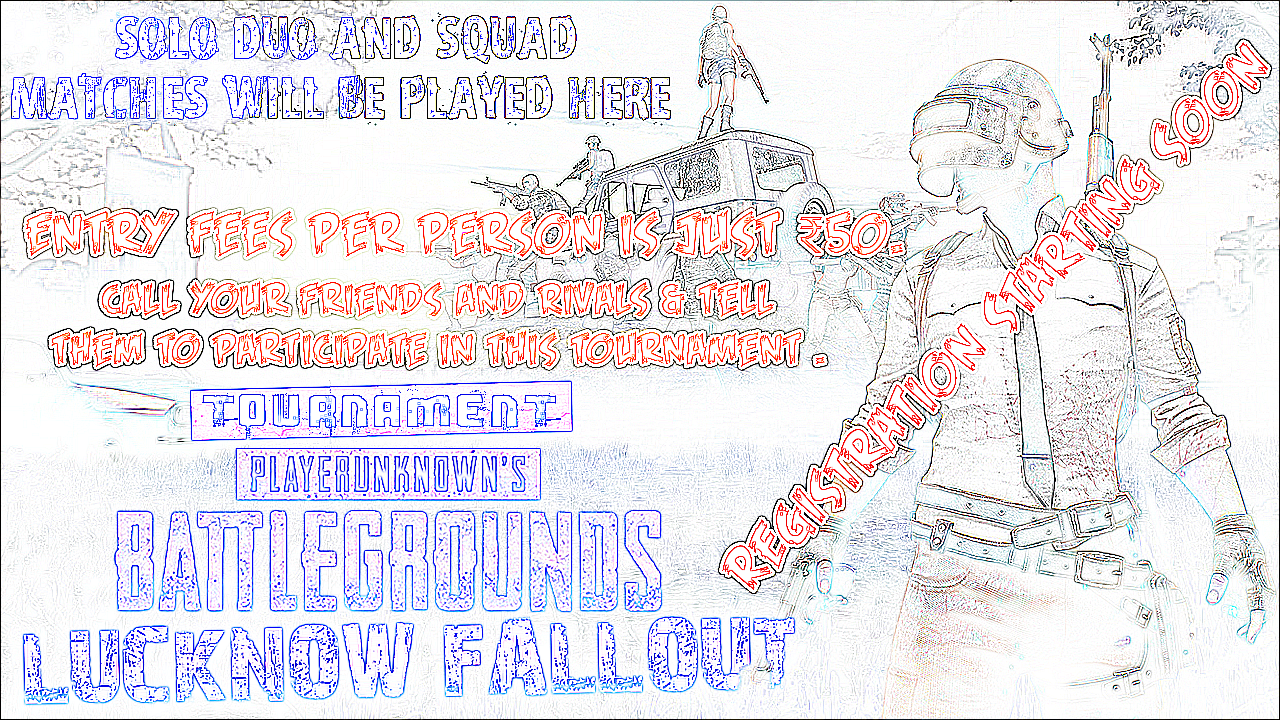 SOLO DUO AND SQUAD
MATCHES WILL BE PLAYED HERE
ENTRY FEES PER PERSON IS JUST ₹50.
CALL YOUR FRIENDS AND RIVALS & TELL
THEM TO PARTICIPATE IN THIS TOURNAMENT .
TOURNAMENT
PLAYERUNKNOWN'S
BATTLEGROUNDS
LUCKNOW FALLOUT
REGISTRATION STARTING SOON